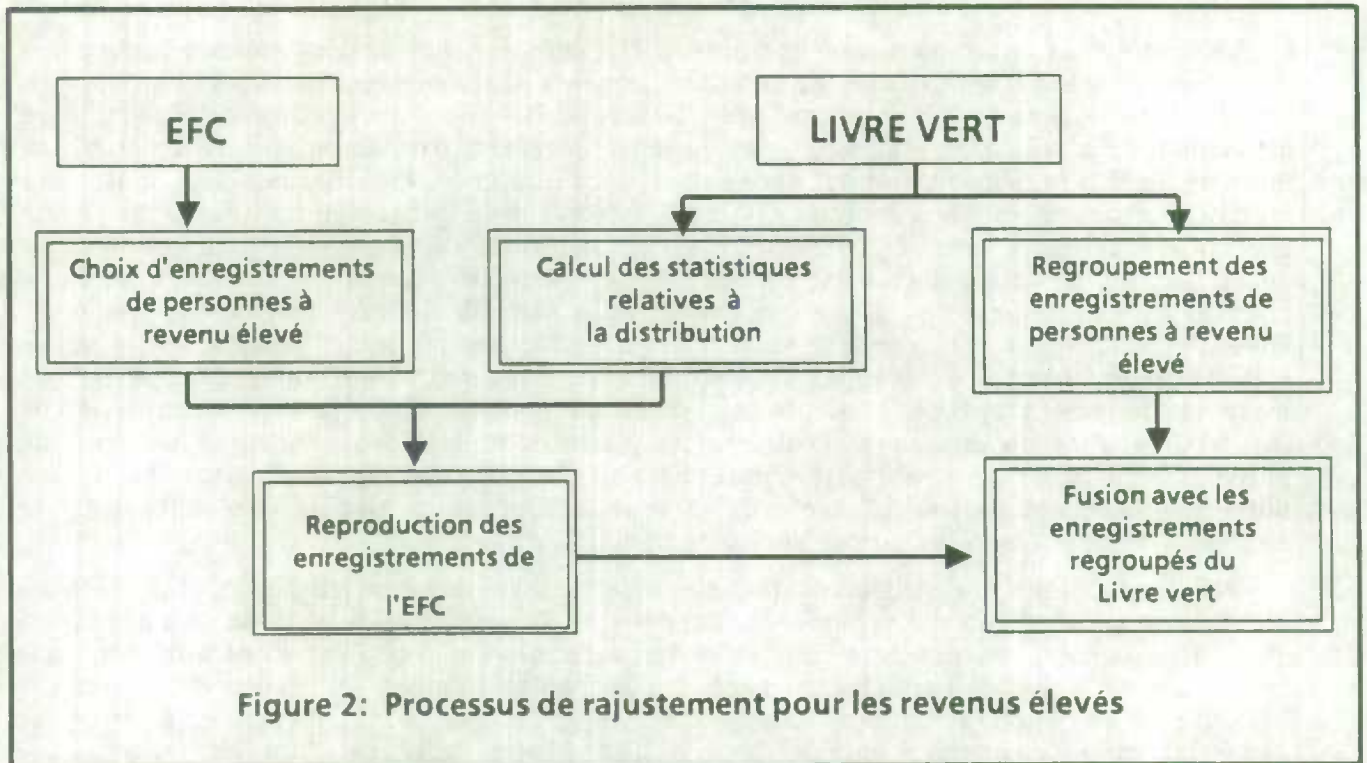 EFC
LIVRE VERT
Choix d'enregistrements
de personnes à
revenu élevé
Calcul des statistiques
relatives à
la distribution
Regroupement des
enregistrements de
personnes à revenu
élevé
Reproduction des
enregistrements de
l'EFC
Fusion avec les
enregistrements
regroupés du
Livre vert
Figure 2: Processus de rajustement pour les revenus élevés